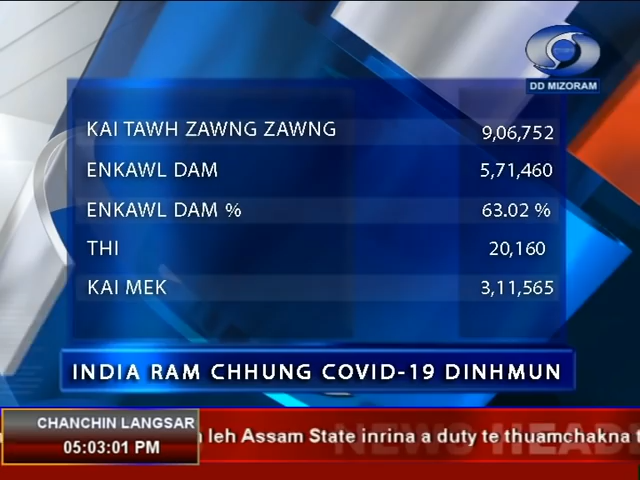 DD MIZORAM
KAI TAWH ZAWNG ZAWNG 9,06,752
ENKAWL DAM 5,71,460
ENKAWL DAM % 63.02 %
THI 20,160
KAI MEK 3,11,565
INDIA RAM CHHUNG COVID-19 DINHMUN
CHANCHIN LANGSAR
leh Assam State inrina a duty te thuamchakna
05:03:01 PM